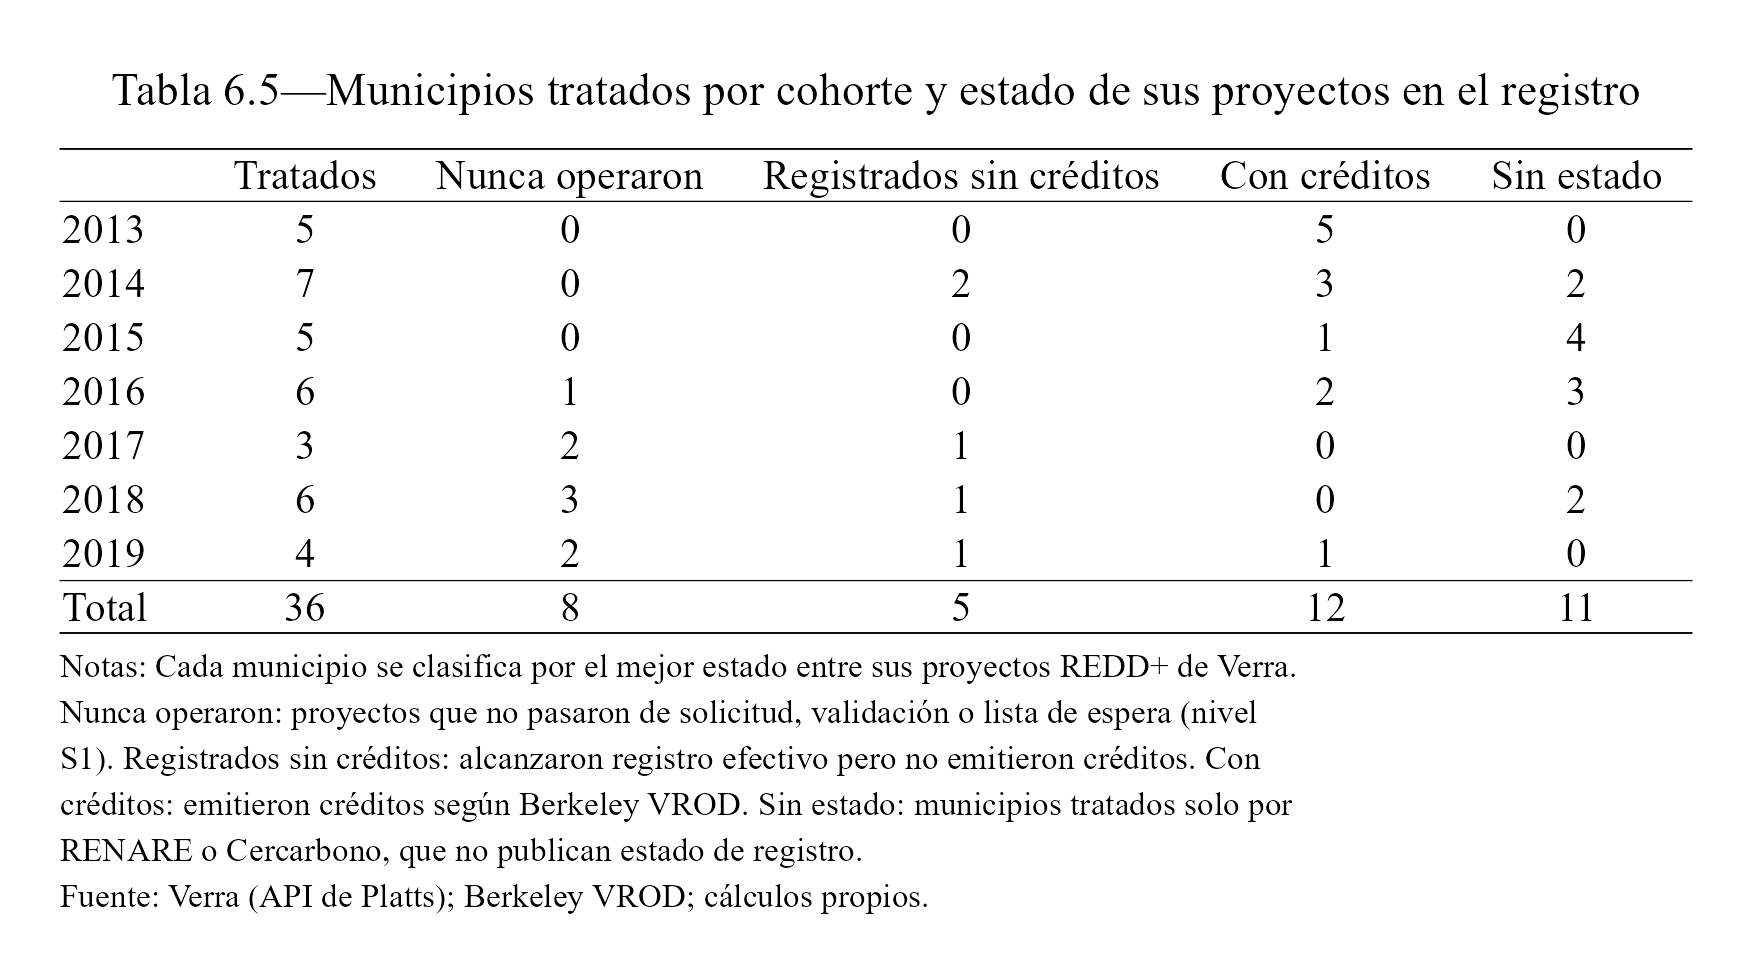 Tabla 6.5—Municipios tratados por cohorte y estado de sus proyectos en el registro
Tratados Nunca operaron Registrados sin créditos Con créditos Sin estado
2013 5 0 0 5 0
2014 7 0 2 3 2
2015 5 0 0 1 4
2016 6 1 0 2 3
2017 3 2 1 0 0
2018 6 3 1 0 2
2019 4 2 1 1 0
Total 36 8 5 12 11
Notas: Cada municipio se clasifica por el mejor estado entre sus proyectos REDD+ de Verra.
Nunca operaron: proyectos que no pasaron de solicitud, validación o lista de espera (nivel
S1). Registrados sin créditos: alcanzaron registro efectivo pero no emitieron créditos. Con
créditos: emitieron créditos según Berkeley VROD. Sin estado: municipios tratados solo por
RENARE o Cercarbono, que no publican estado de registro.
Fuente: Verra (API de Platts); Berkeley VROD; cálculos propios.